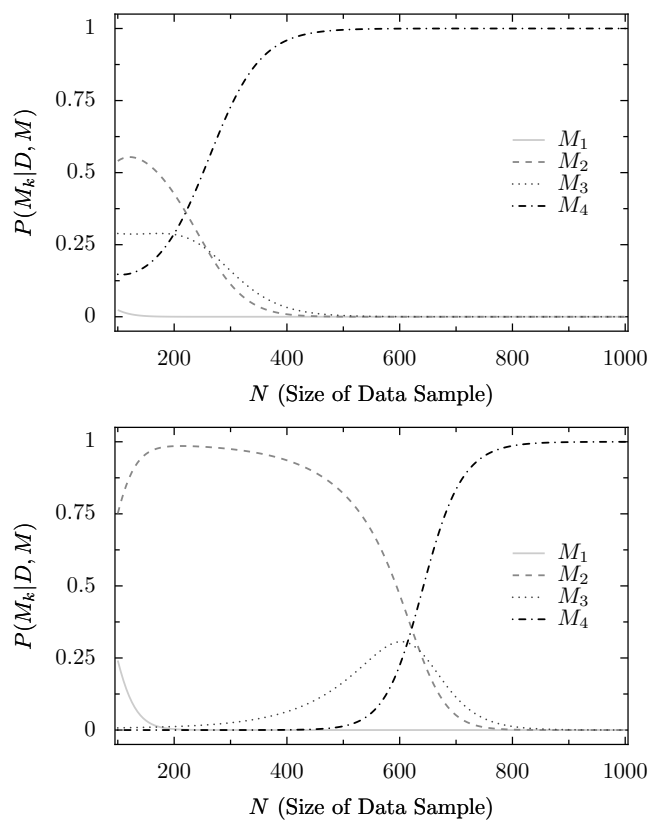 1
0.75
0.5
0.25
0
P(M_k|D, M)
M_1
M_2
M_3
M_4
200 400 600 800 1000
N (Size of Data Sample)
1
0.75
0.5
0.25
0
P(M_k|D, M)
M_1
M_2
M_3
M_4
200 400 600 800 1000
N (Size of Data Sample)